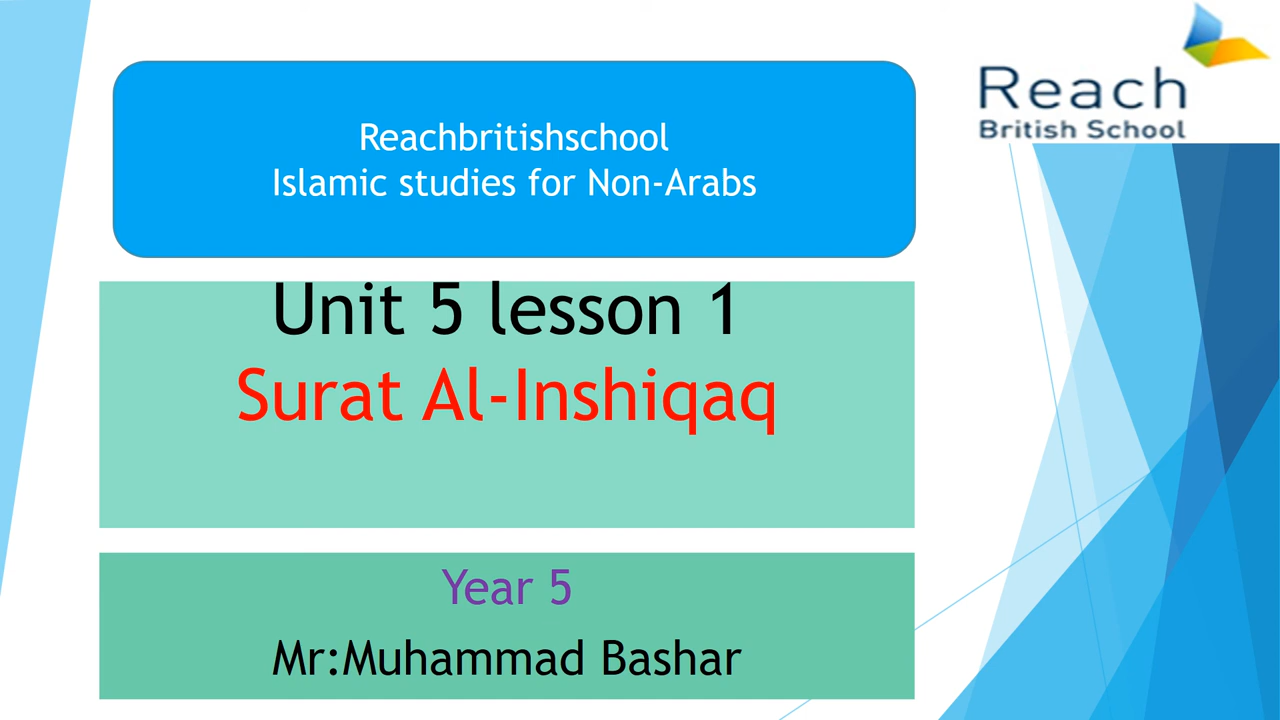 Reach
British School
Reachbritishschool
Islamic studies for Non-Arabs
Unit 5 lesson 1
Surat Al-Inshiqaq
Year 5
Mr:Muhammad Bashar